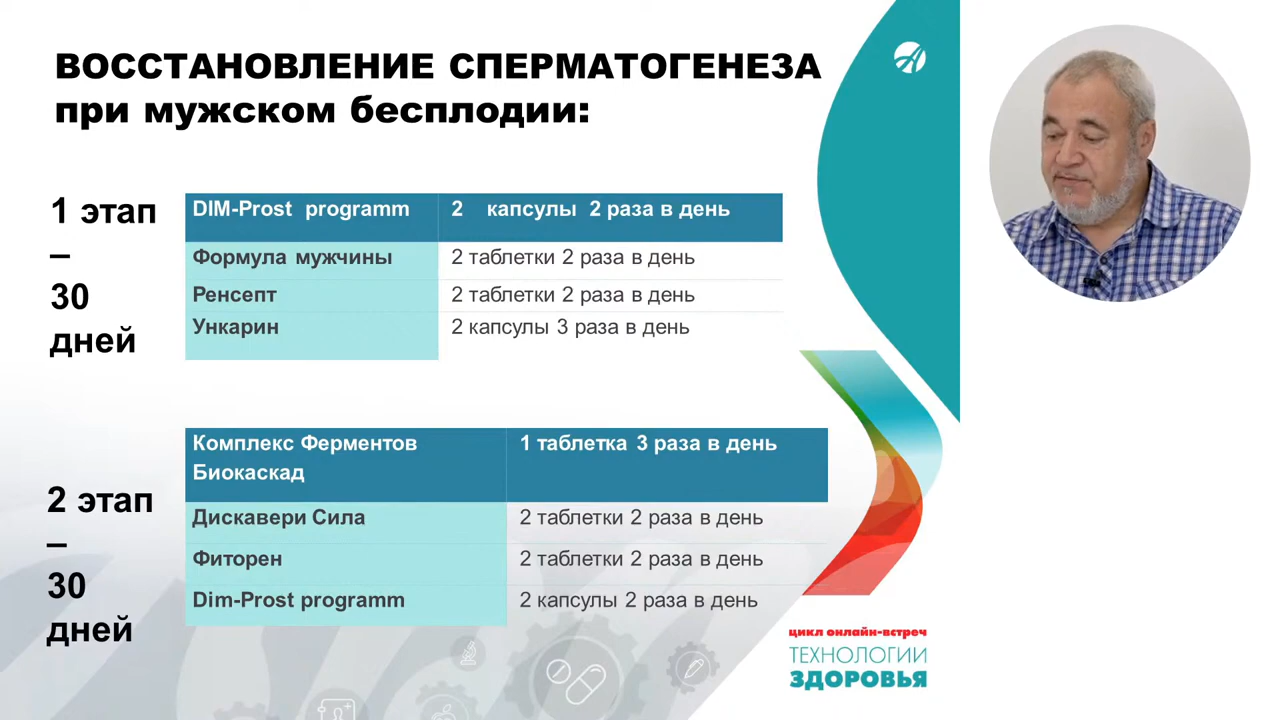 ВОССТАНОВЛЕНИЕ СПЕРМАТОГЕНЕЗА
при мужском бесплодии:
1 этап
–
30
дней
DIM-Prost programm 2 капсулы 2 раза в день
Формула мужчины 2 таблетки 2 раза в день
Ренсепт 2 таблетки 2 раза в день
Ункарин 2 капсулы 3 раза в день
2 этап
–
30
дней
Комплекс Ферментов 1 таблетка 3 раза в день
Биокаскад
Дискавери Сила 2 таблетки 2 раза в день
Фиторен 2 таблетки 2 раза в день
Dim-Prost programm 2 капсулы 2 раза в день
цикл онлайн-встреч
ТЕХНОЛОГИИ
ЗДОРОВЬЯ